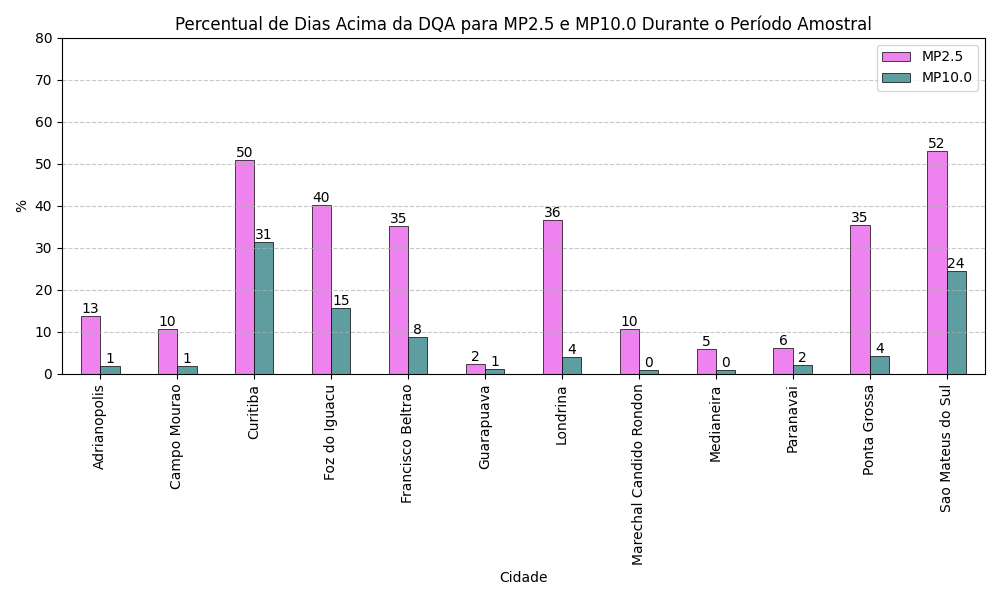 Percentual de Dias Acima da DQA para MP2.5 e MP10.0 Durante o Período Amostral
MP2.5
MP10.0
%
80
70
60
50
40
30
20
10
0
13
1
10
1
50
31
40
15
35
8
2
1
36
4
10
0
5
0
6
2
35
4
52
24
Adrianopolis
Campo Mourao
Curitiba
Foz do Iguacu
Francisco Beltrao
Guarapuava
Londrina
Marechal Candido Rondon
Medianeira
Paranavai
Ponta Grossa
Sao Mateus do Sul
Cidade